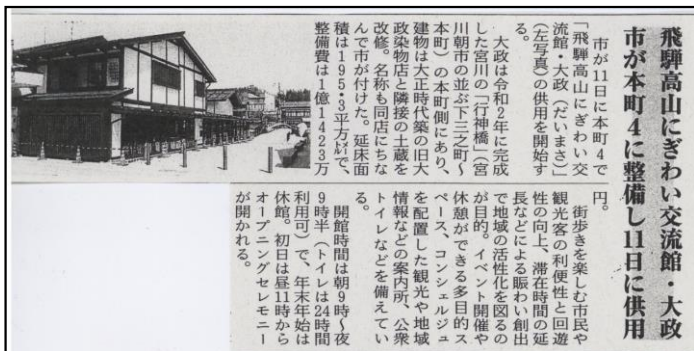 飛騨高山にぎわい交流館・大政
市が本町4に整備し11日に供用
市が11日に本町4で
「飛騨高山にぎわい交
流館・大政（だいまさ）」
（左写真）の供用を開始す
る。
大政は令和2年に完成
した宮川の「行神橋」（宮
川朝市の並ぶ下三之町〜
本町）の本町側にあり、
建物は大正時代築の旧大
政染物店と隣接の土蔵を
改修。名称も同店にちな
んで市が付けた。延床面
積は195・3平方㍍で、
整備費は1億1423万
円。
街歩きを楽しむ市民や
観光客の利便性と回遊
性の向上、滞在時間の延
長などによる賑わい創出
で地域の活性化を図るの
が目的。イベント開催や
休憩ができる多目的ス
ペース、コンシェルジュ
を配置した観光や地域
情報などの案内所、公衆
トイレなどを備えてい
る。
開館時間は朝9時〜夜
9時半（トイレは24時間
利用可）で、年末年始は
休館。初日は昼11時から
オープニングセレモニー
が開かれる。